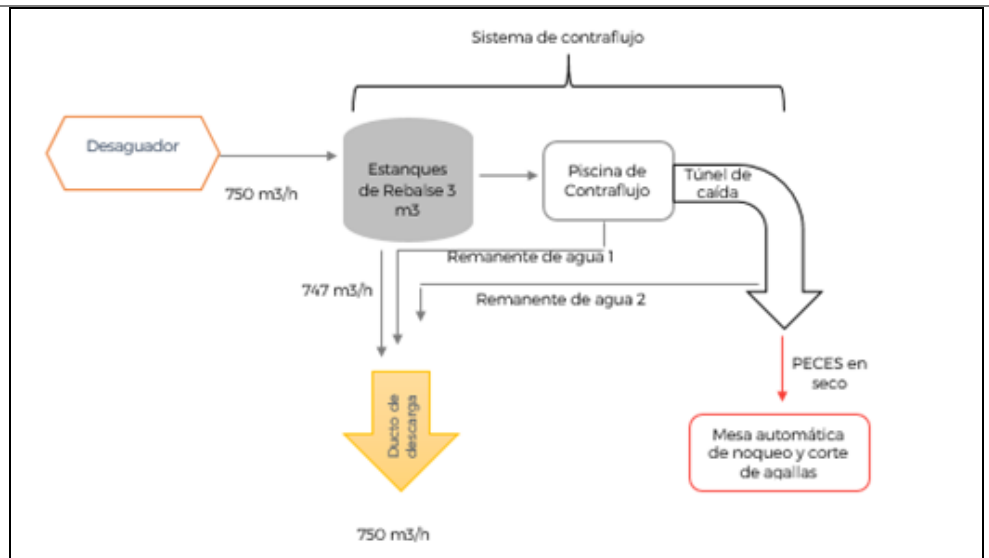 Sistema de contraflujo
Desaguador
750 m3/h
Estanques
de Rebalse 3
m3
Piscina de
Contraflujo
Túnel de
caída
Remanente de agua 1
747 m3/h
Remanente de agua 2
Ducto de
descarga
750 m3/h
PECES en
seco
Mesa automática
de noqueo y corte
de agallas